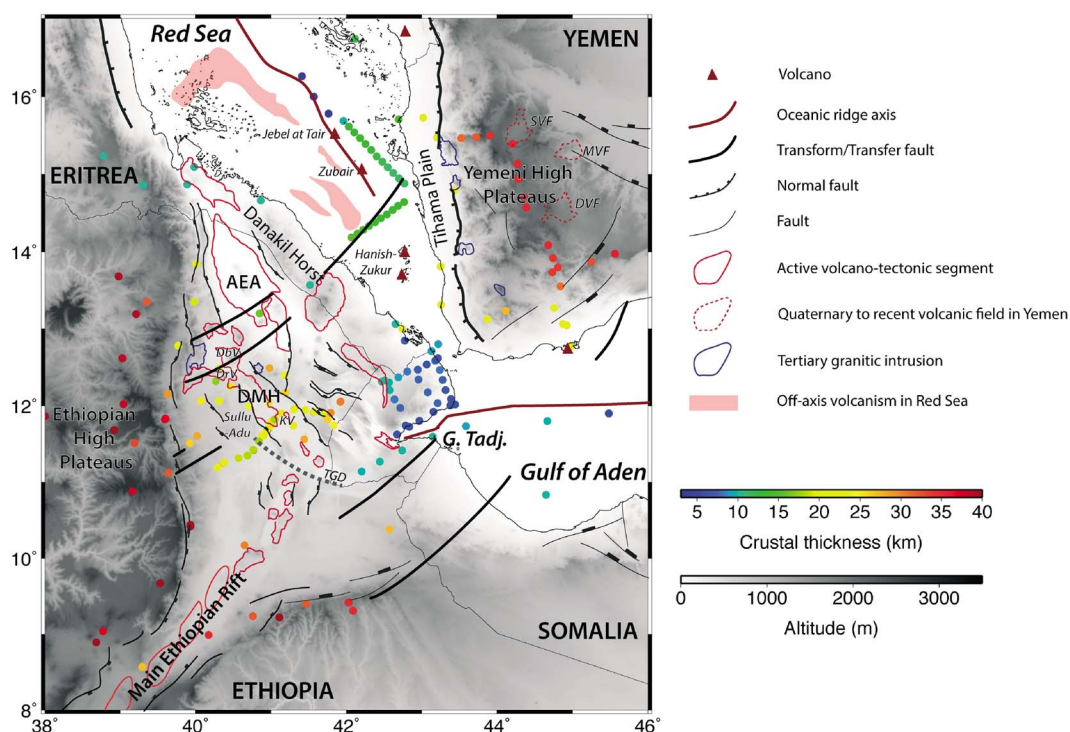 Red Sea
YEMEN
16°
Jebel at Tair
SVF
MVF
ERITREA
Zubair
Tihama Plain
Yemeni High
Plateaus
DVF
14°
Danakil Horst
Hanish-
Zukur
AEA
DbV
DrV
DMH
12°
Ethiopian
High
Plateaus
Sullu
Adu
KV
G. Tadj.
TGD
Gulf of Aden
10°
Main Ethiopian Rift
SOMALIA
ETHIOPIA
8°
38
40
42
44
46
Volcano
Oceanic ridge axis
Transform/Transfer fault
Normal fault
Fault
Active volcano-tectonic segment
Quaternary to recent volcanic field in Yemen
Tertiary granitic intrusion
Off-axis volcanism in Red Sea
5 10 15 20 25 30 35 40
Crustal thickness (km)
0 1000 2000 3000
Altitude (m)